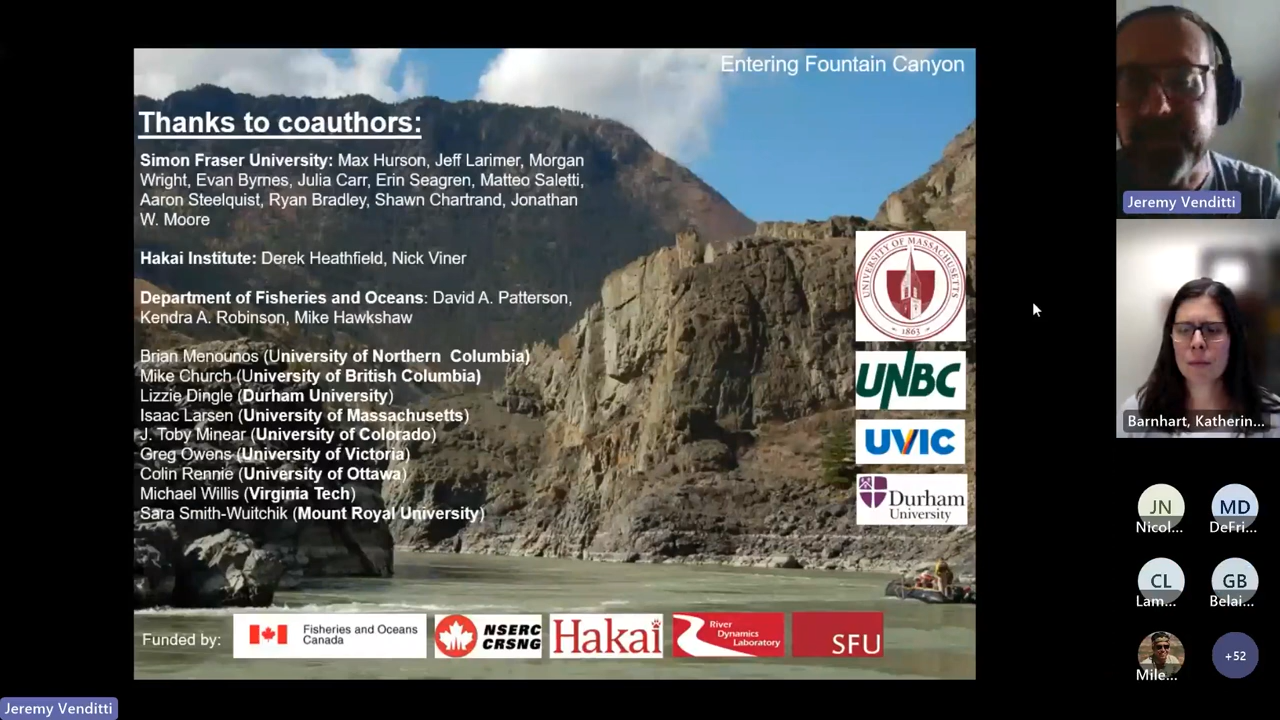 Entering Fountain Canyon
Thanks to coauthors:
Simon Fraser University: Max Hurson, Jeff Larimer, Morgan
Wright, Evan Byrnes, Julia Carr, Erin Seagren, Matteo Saletti,
Aaron Steelquist, Ryan Bradley, Shawn Chartrand, Jonathan
W. Moore
Hakai Institute: Derek Heathfield, Nick Viner
Department of Fisheries and Oceans: David A. Patterson,
Kendra A. Robinson, Mike Hawkshaw
Brian Menounos (University of Northern Columbia)
Mike Church (University of British Columbia)
Lizzie Dingle (Durham University)
Isaac Larsen (University of Massachusetts)
J. Toby Minear (University of Colorado)
Greg Owens (University of Victoria)
Colin Rennie (University of Ottawa)
Michael Willis (Virginia Tech)
Sara Smith-Wuitchik (Mount Royal University)
UNIVERSITY OF MASSACHUSETTS
1863
UNBC
UVIC
Durham
University
Funded by:
Fisheries and Oceans
Canada
NSERC
CRSNG
Hakai
River
Dynamics
Laboratory
SFU
Jeremy Venditti
Barnhart, Katherin...
JN
Nicol...
MD
DeFri...
CL
Lam...
GB
Belai...
Mile...
+52
Jeremy Venditti